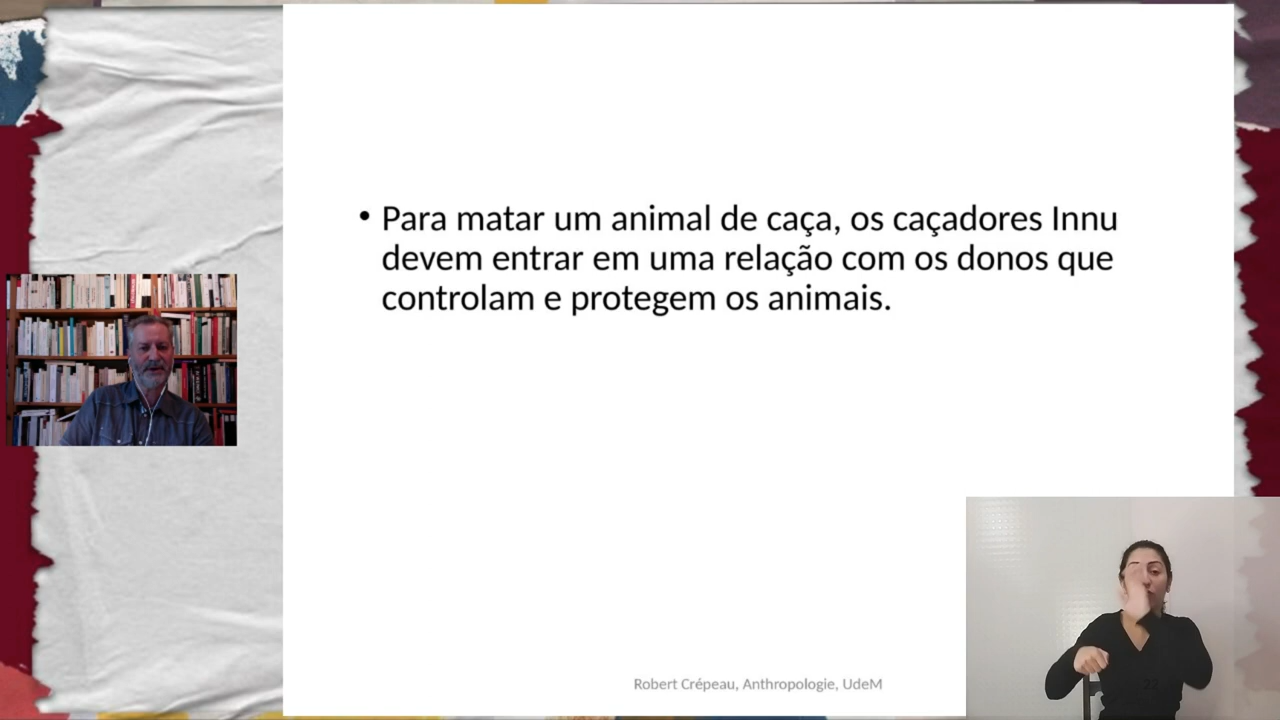 • Para matar um animal de caça, os caçadores Innu
devem entrar em uma relação com os donos que
controlam e protegem os animais.
Robert Crépeau, Anthropologie, UdeM